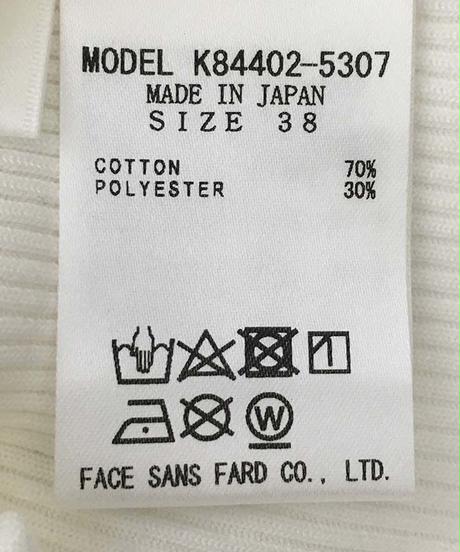 MODEL K84402-5307
MADE IN JAPAN
SIZE 38
COTTON 70%
POLYESTER 30%
W
FACE SANS FARD CO., LTD.